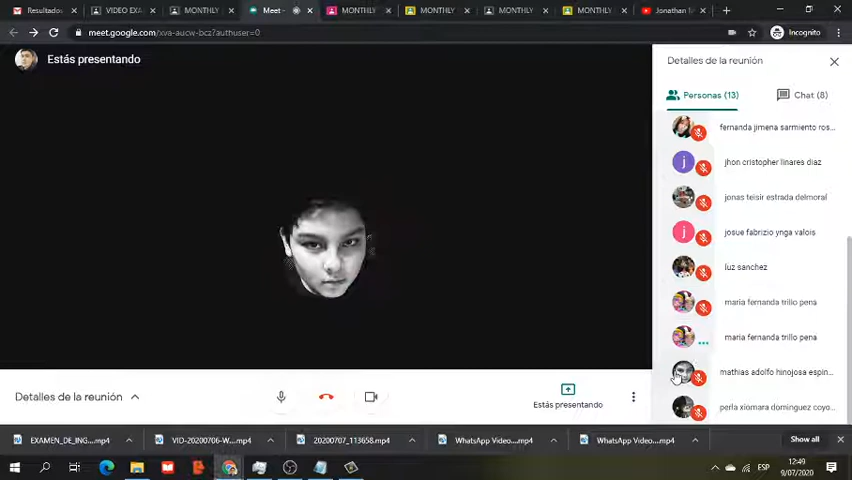 Resultados
VIDEO EXA
MONTHLY
Meet -
MONTHLY
MONTHLY
MONTHLY
MONTHLY
Jonathan
meet.google.com/xva-aucw-bcz?authuser=0
Incognito
Estás presentando
Detalles de la reunión
Personas (13)
Chat (8)
fernanda jimena sarmiento ros...
j
jhon cristopher linares diaz
jonas teisir estrada delmoral
j
josue fabrizio ynga valois
luz sanchez
maria fernanda trillo pena
maria fernanda trillo pena
mathias adolfo hinojosa espin...
perla xiomara dominguez coyo...
Detalles de la reunión
Estás presentando
EXAMEN_DE_ING....mp4
VID-20200706-W....mp4
20200707_113658.mp4
WhatsApp Video....mp4
WhatsApp Video....mp4
Show all
ESP
12:49
9/07/2020